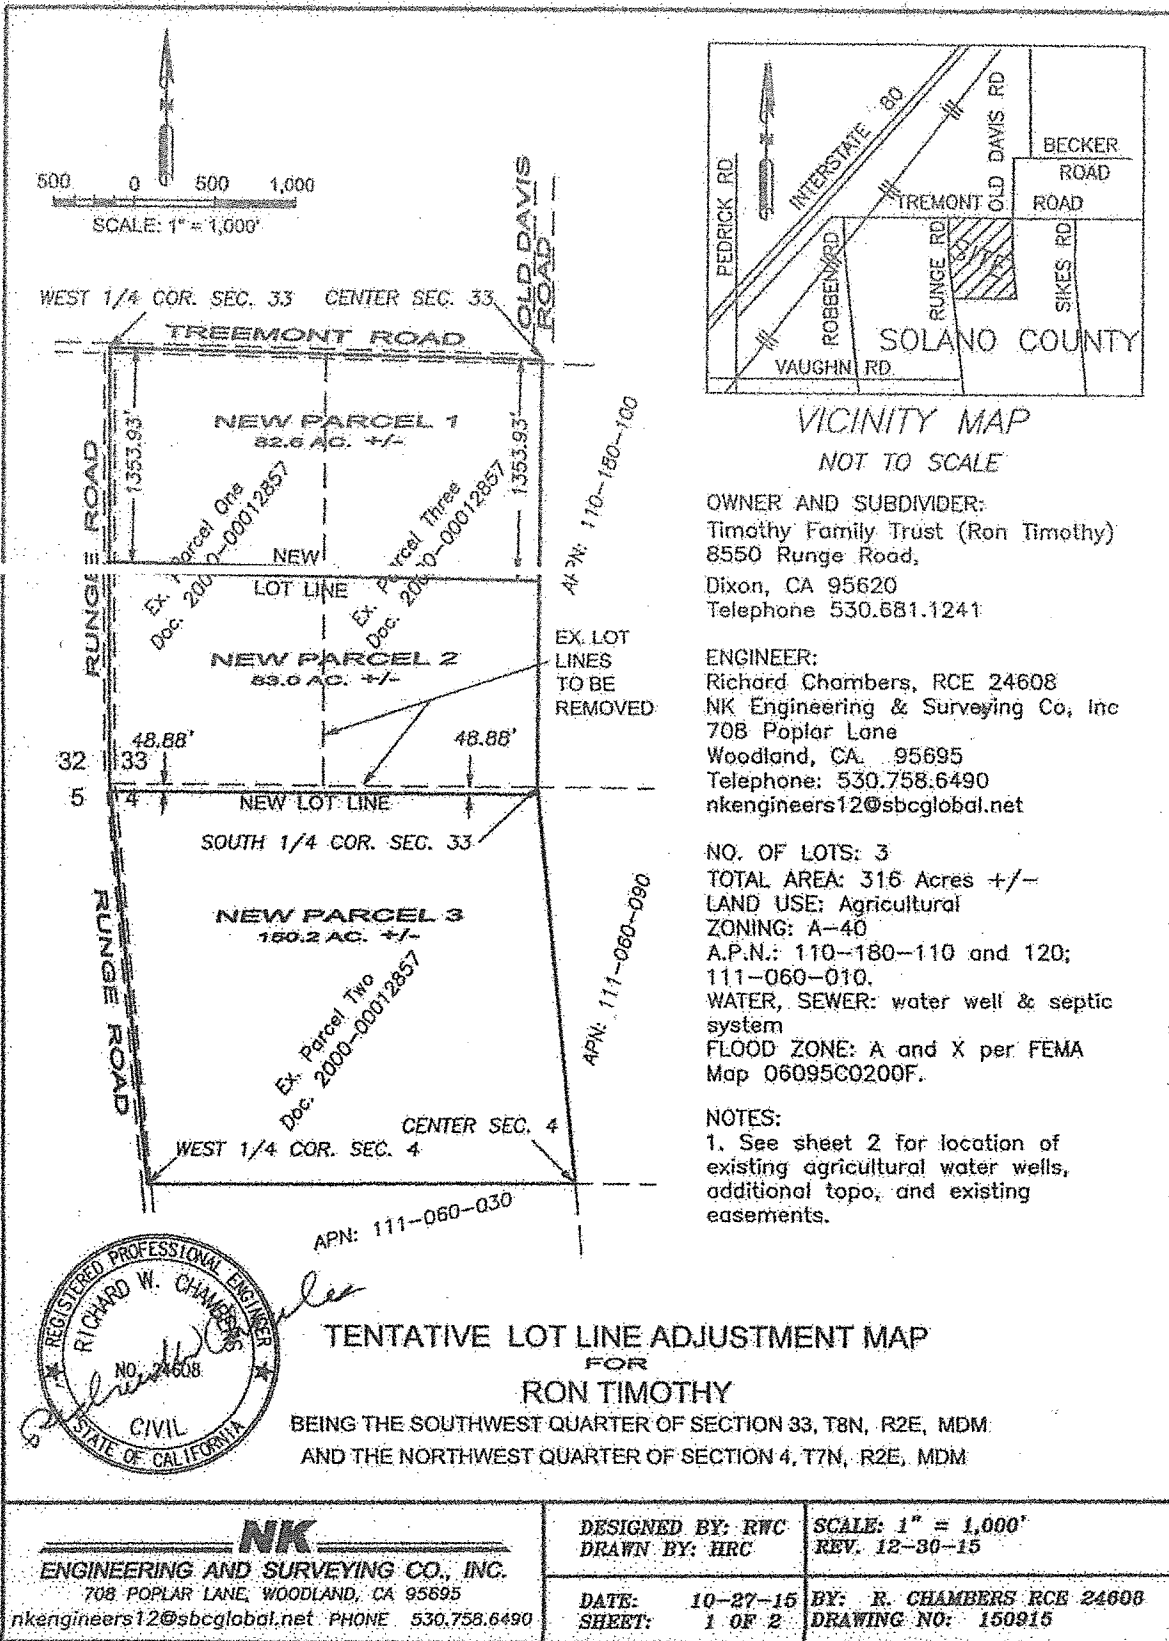 500 0 500 1,000
SCALE: 1" = 1,000'
OLD DAVIS
ROAD
WEST 1/4 COR. SEC. 33 CENTER SEC. 33
TREEMONT ROAD
NEW PARCEL 1
82.6 AC. +/-
1353.93'
1353.93'
RUNGE ROAD
Ex. Parcel One
Doc. 2000-00012857
Ex. Parcel Three
Doc. 2000-00012857
APN: 110-180-100
NEW
LOT LINE
NEW PARCEL 2
83.0 AC. +/-
EX. LOT
LINES
TO BE
REMOVED
48.88' 48.88'
32 33
5 4
NEW LOT LINE
SOUTH 1/4 COR. SEC. 33
NEW PARCEL 3
150.2 AC. +/-
RUNGE ROAD
Ex. Parcel Two
Doc. 2000-00012857
APN: 111-060-090
CENTER SEC. 4
WEST 1/4 COR. SEC. 4
APN: 111-060-030
INTERSTATE 80
OLD DAVIS RD
BECKER
ROAD
PEDRICK RD
TREMONT ROAD
ROBBEN RD
RUNGE RD
SITE
SIKES RD
SOLANO COUNTY
VAUGHN RD
VICINITY MAP
NOT TO SCALE
OWNER AND SUBDIVIDER:
Timothy Family Trust (Ron Timothy)
8550 Runge Road,
Dixon, CA 95620
Telephone 530.681.1241
ENGINEER:
Richard Chambers, RCE 24608
NK Engineering & Surveying Co, Inc
708 Poplar Lane
Woodland, CA. 95695
Telephone: 530.758.6490
nkengineers12@sbcglobal.net
NO. OF LOTS: 3
TOTAL AREA: 316 Acres +/-
LAND USE: Agricultural
ZONING: A-40
A.P.N.: 110-180-110 and 120;
111-060-010.
WATER, SEWER: water well & septic
system
FLOOD ZONE: A and X per FEMA
Map 06095C0200F.
NOTES:
1. See sheet 2 for location of
existing agricultural water wells,
additional topo, and existing
easements.
REGISTERED PROFESSIONAL ENGINEER
RICHARD W. CHAMBERS
NO. 24608
CIVIL
STATE OF CALIFORNIA
TENTATIVE LOT LINE ADJUSTMENT MAP
FOR
RON TIMOTHY
BEING THE SOUTHWEST QUARTER OF SECTION 33, T8N, R2E, MDM
AND THE NORTHWEST QUARTER OF SECTION 4, T7N, R2E, MDM
NK
ENGINEERING AND SURVEYING CO., INC.
708 POPLAR LANE, WOODLAND, CA 95695
nkengineers12@sbcglobal.net PHONE 530.758.6490
DESIGNED BY: RWC
DRAWN BY: HRC
SCALE: 1" = 1,000'
REV. 12-30-15
DATE: 10-27-15
SHEET: 1 OF 2
BY: R. CHAMBERS RCE 24608
DRAWING NO: 150915